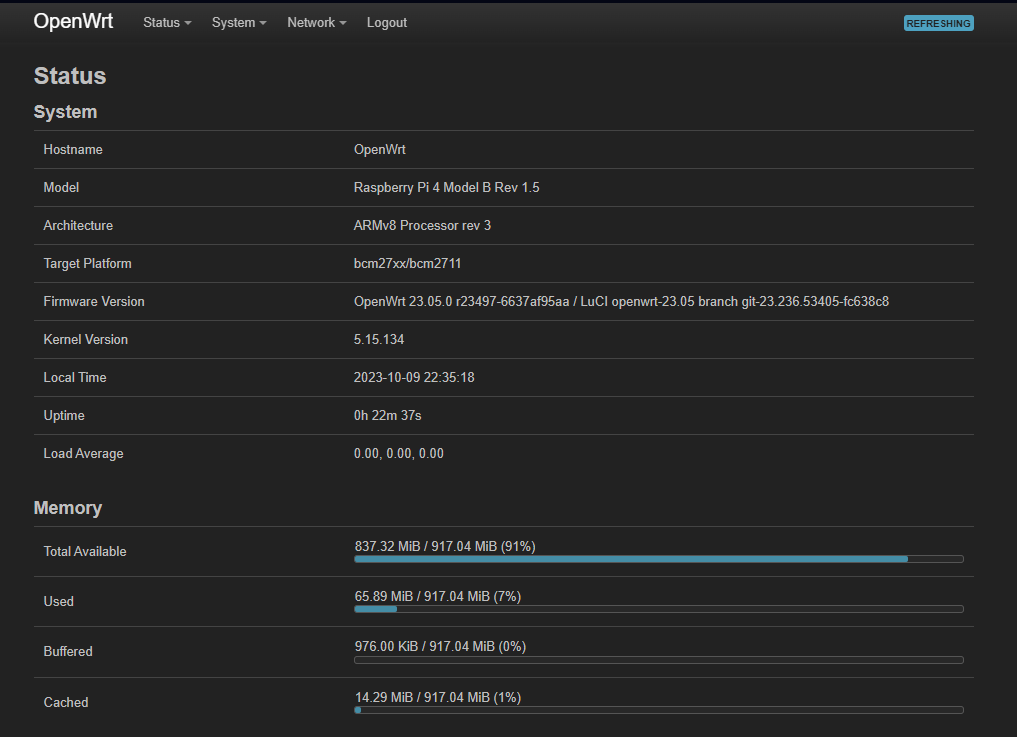 OpenWrt Status System Network Logout REFRESHING
Status
System
Hostname OpenWrt
Model Raspberry Pi 4 Model B Rev 1.5
Architecture ARMv8 Processor rev 3
Target Platform bcm27xx/bcm2711
Firmware Version OpenWrt 23.05.0 r23497-6637af95aa / LuCI openwrt-23.05 branch git-23.236.53405-fc638c8
Kernel Version 5.15.134
Local Time 2023-10-09 22:35:18
Uptime 0h 22m 37s
Load Average 0.00, 0.00, 0.00
Memory
Total Available 837.32 MiB / 917.04 MiB (91%)
Used 65.89 MiB / 917.04 MiB (7%)
Buffered 976.00 KiB / 917.04 MiB (0%)
Cached 14.29 MiB / 917.04 MiB (1%)